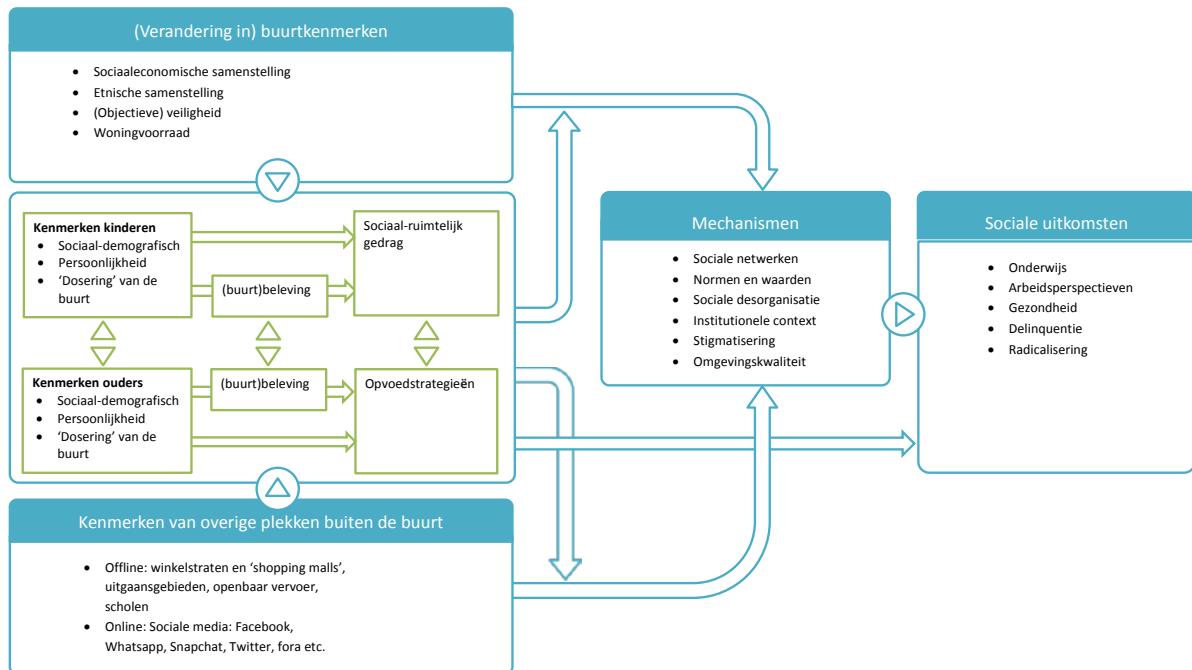 (Verandering in) buurtkenmerken
• Sociaaleconomische samenstelling
• Etnische samenstelling
• (Objectieve) veiligheid
• Woningvoorraad
Kenmerken kinderen
• Sociaal-demografisch
• Persoonlijkheid
• ‘Dosering’ van de
buurt
(buurt)beleving
Sociaal-ruimtelijk
gedrag
Kenmerken ouders
• Sociaal-demografisch
• Persoonlijkheid
• ‘Dosering’ van de
buurt
(buurt)beleving
Opvoedstrategieën
Kenmerken van overige plekken buiten de buurt
• Offline: winkelstraten en ‘shopping malls’,
uitgaansgebieden, openbaar vervoer,
scholen
• Online: Sociale media: Facebook,
Whatsapp, Snapchat, Twitter, fora etc.
Mechanismen
• Sociale netwerken
• Normen en waarden
• Sociale desorganisatie
• Institutionele context
• Stigmatisering
• Omgevingskwaliteit
Sociale uitkomsten
• Onderwijs
• Arbeidsperspectieven
• Gezondheid
• Delinquentie
• Radicalisering